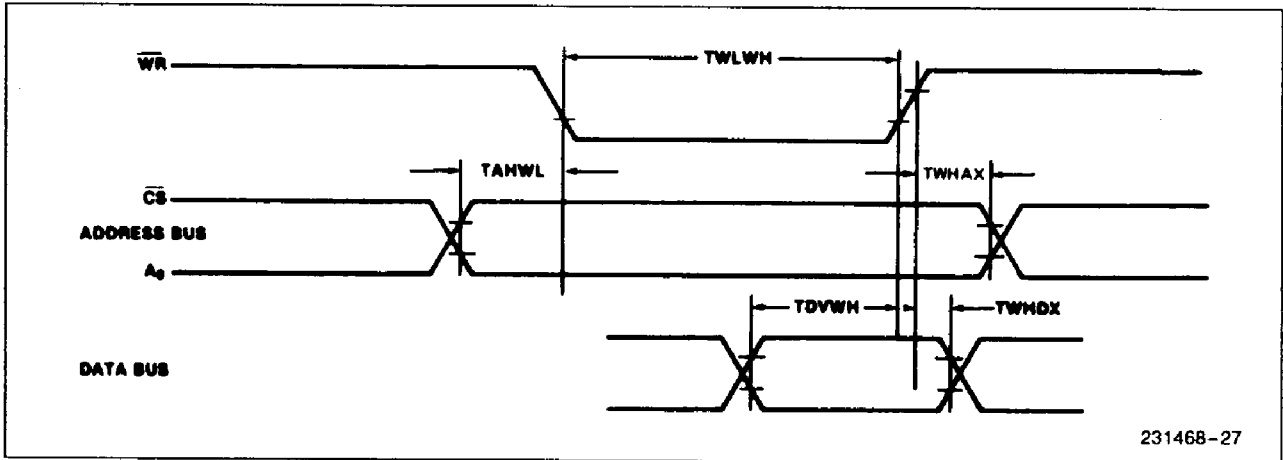 WR
TWLWH
TAHWL
TWHAX
CS
ADDRESS BUS
A0
TDVWH
TWHDX
DATA BUS
231468-27